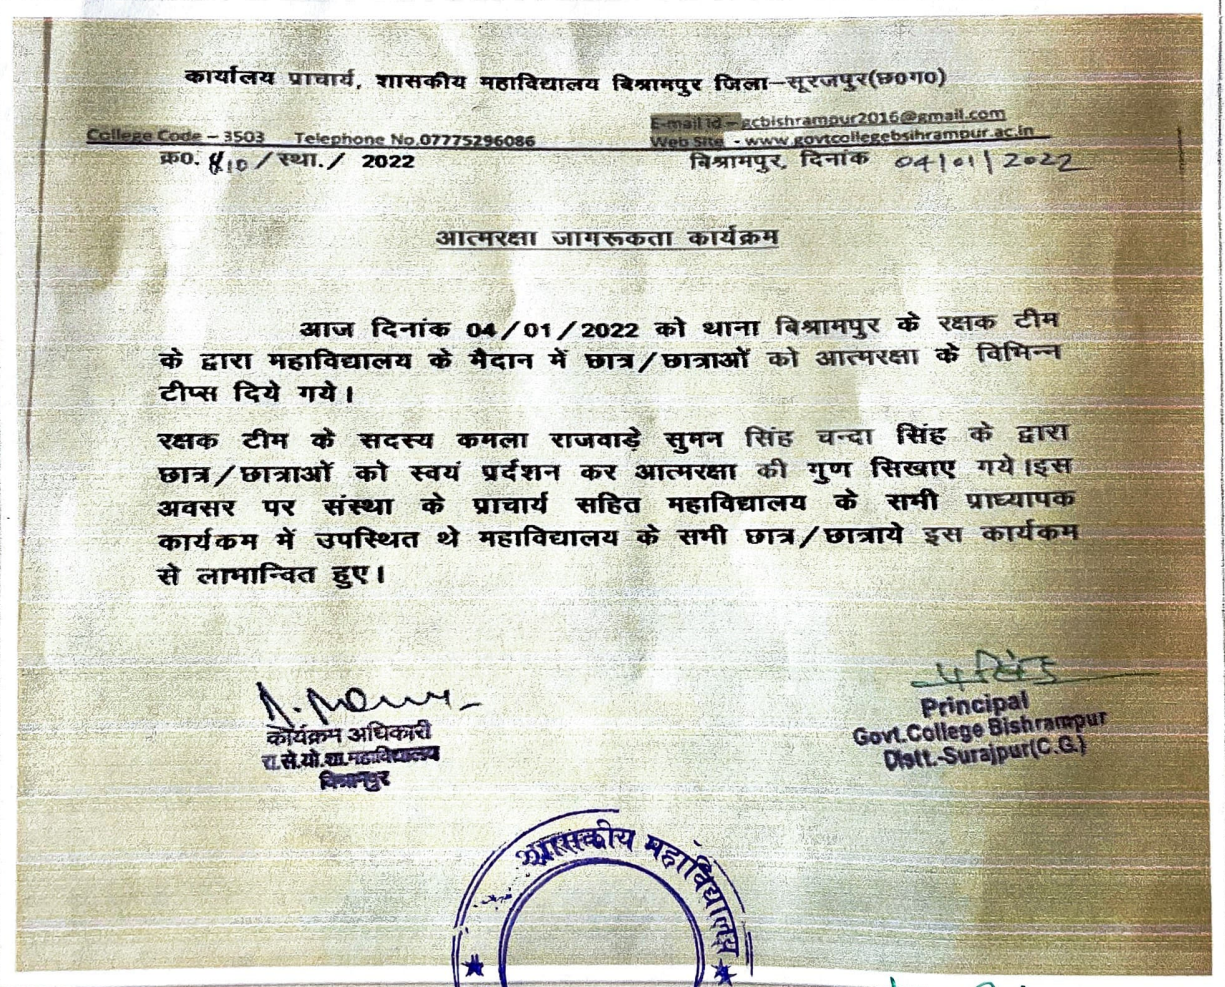 कार्यालय प्राचार्य, शासकीय महाविद्यालय बिश्रामपुर जिला–सूरजपुर(छ0ग0)
E-mail id – gcbishrampur2016@gmail.com
College Code – 3503 Telephone No.07775296086
Web Site - www.govtcollegebsihrampur.ac.in
क्र0. /स्था./ 2022 बिश्रामपुर, दिनांक 04/01/2022
आत्मरक्षा जागरूकता कार्यक्रम
आज दिनांक 04/01/2022 को थाना बिश्रामपुर के रक्षक टीम
के द्वारा महाविद्यालय के मैदान में छात्र/छात्राओं को आत्मरक्षा के विभिन्न
टीप्स दिये गये।
रक्षक टीम के सदस्य कमला राजवाड़े सुमन सिंह चन्दा सिंह के द्वारा
छात्र/छात्राओं को स्वयं प्रर्दशन कर आत्मरक्षा की गुण सिखाए गये।इस
अवसर पर संस्था के प्राचार्य सहित महाविद्यालय के सभी प्राध्यापक
कार्यकम में उपस्थित थे महाविद्यालय के सभी छात्र/छात्राये इस कार्यकम
से लाभान्वित हुए।
कार्यक्रम अधिकारी
रा.से.यो.शा.महाविद्यालय
बिश्रामपुर
Principal
Govt.College Bishrampur
Distt.-Surajpur(C.G.)
शासकीय महाविद्यालय